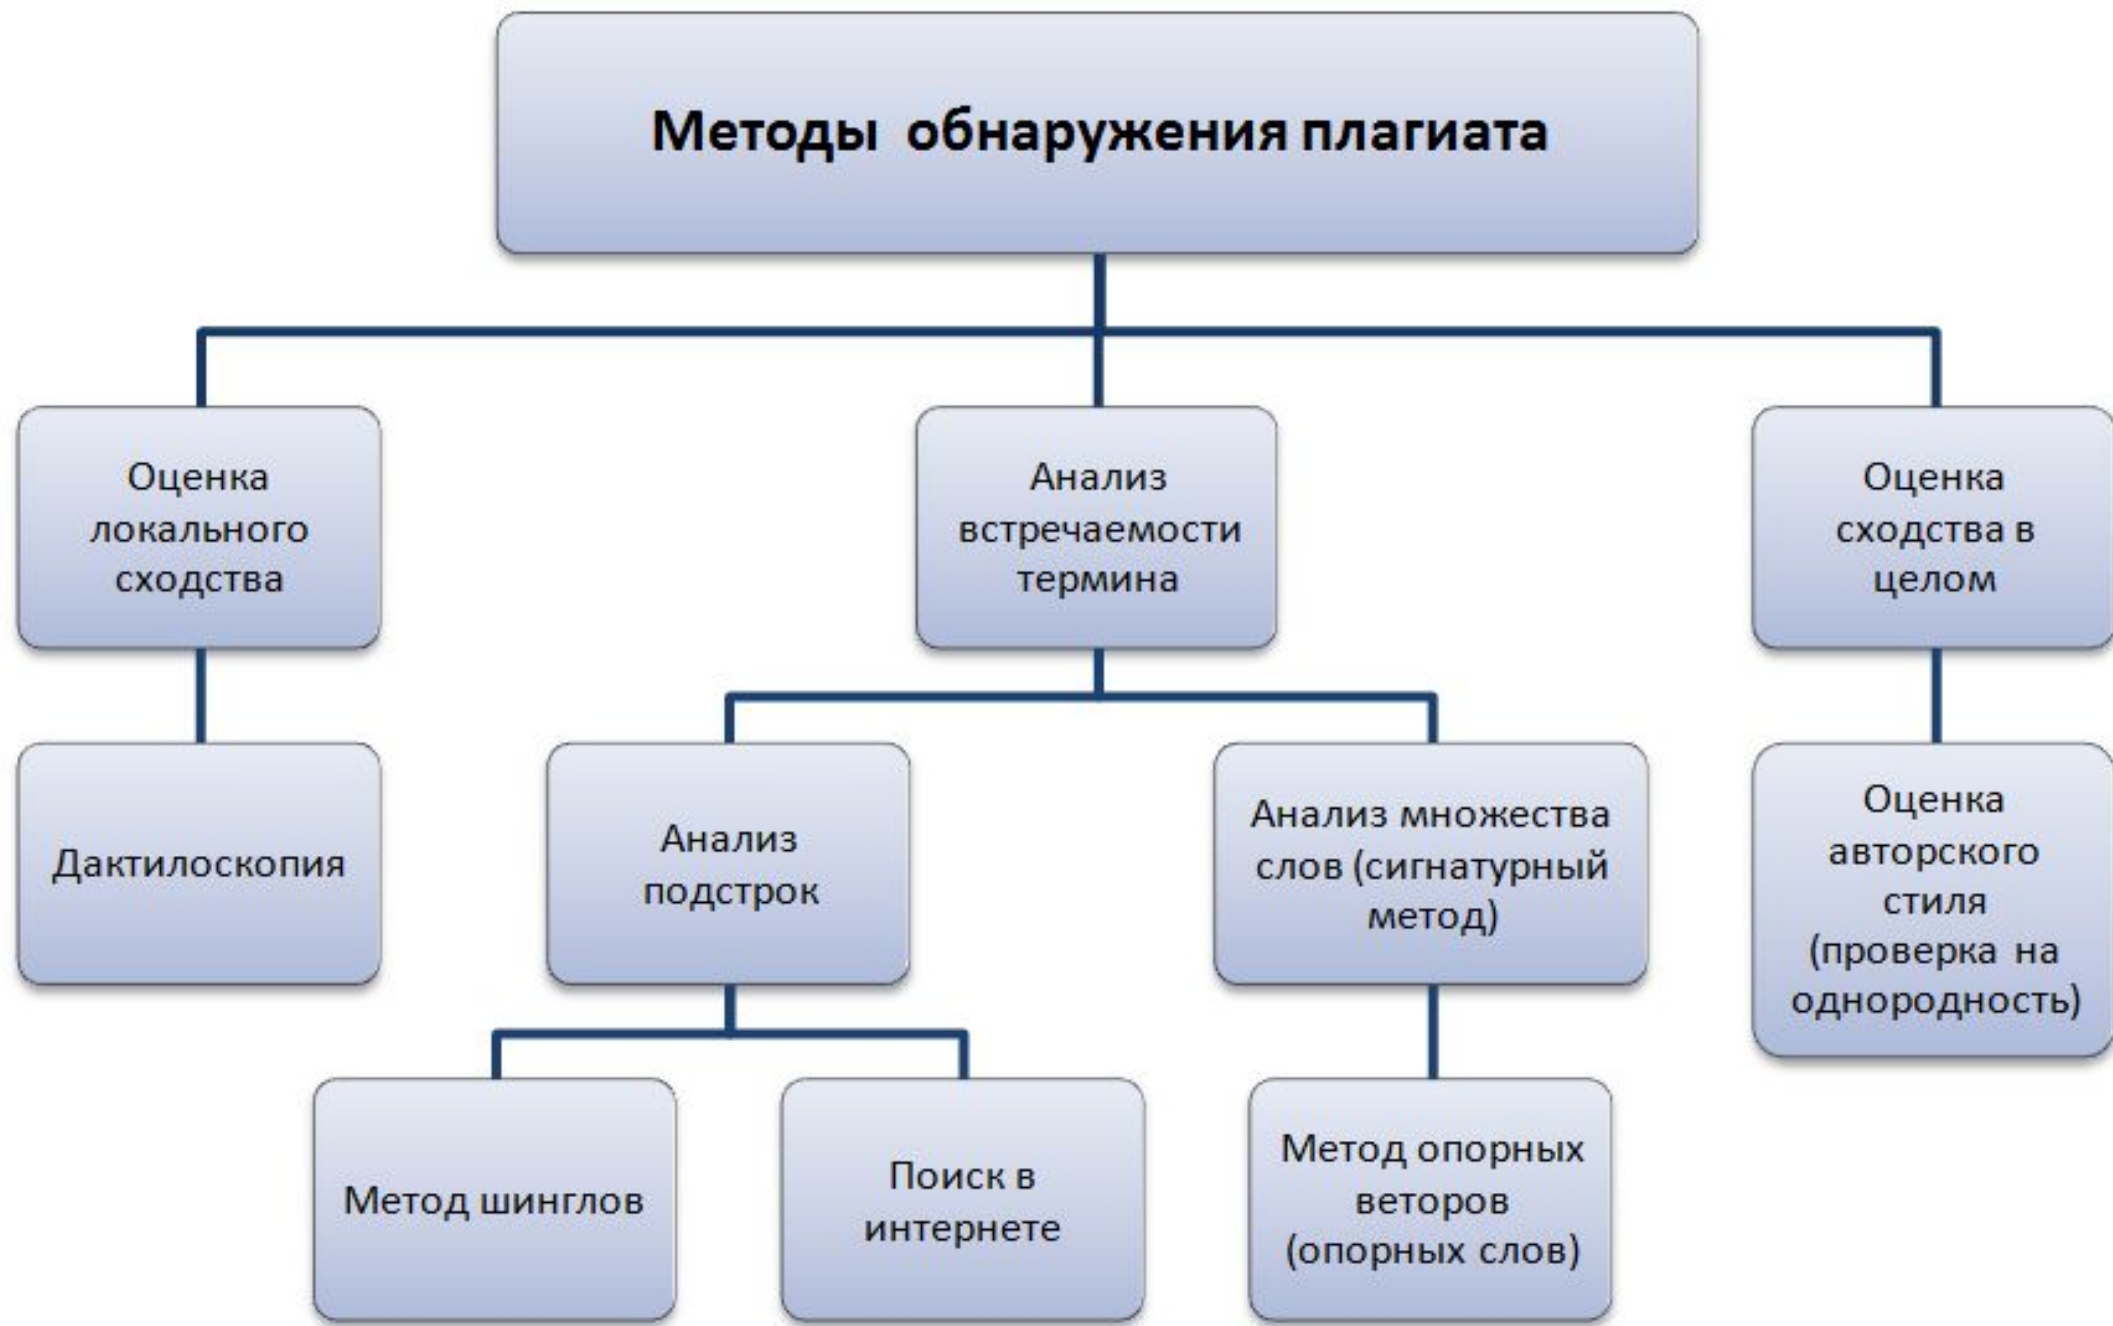 Методы обнаружения плагиата
Оценка
локального
сходства
Анализ
встречаемости
термина
Оценка
сходства в
целом
Дактилоскопия
Анализ
подстрок
Анализ множества
слов (сигнатурный
метод)
Оценка
авторского
стиля
(проверка на
однородность)
Метод шинглов
Поиск в
интернете
Метод опорных
веторов
(опорных слов)